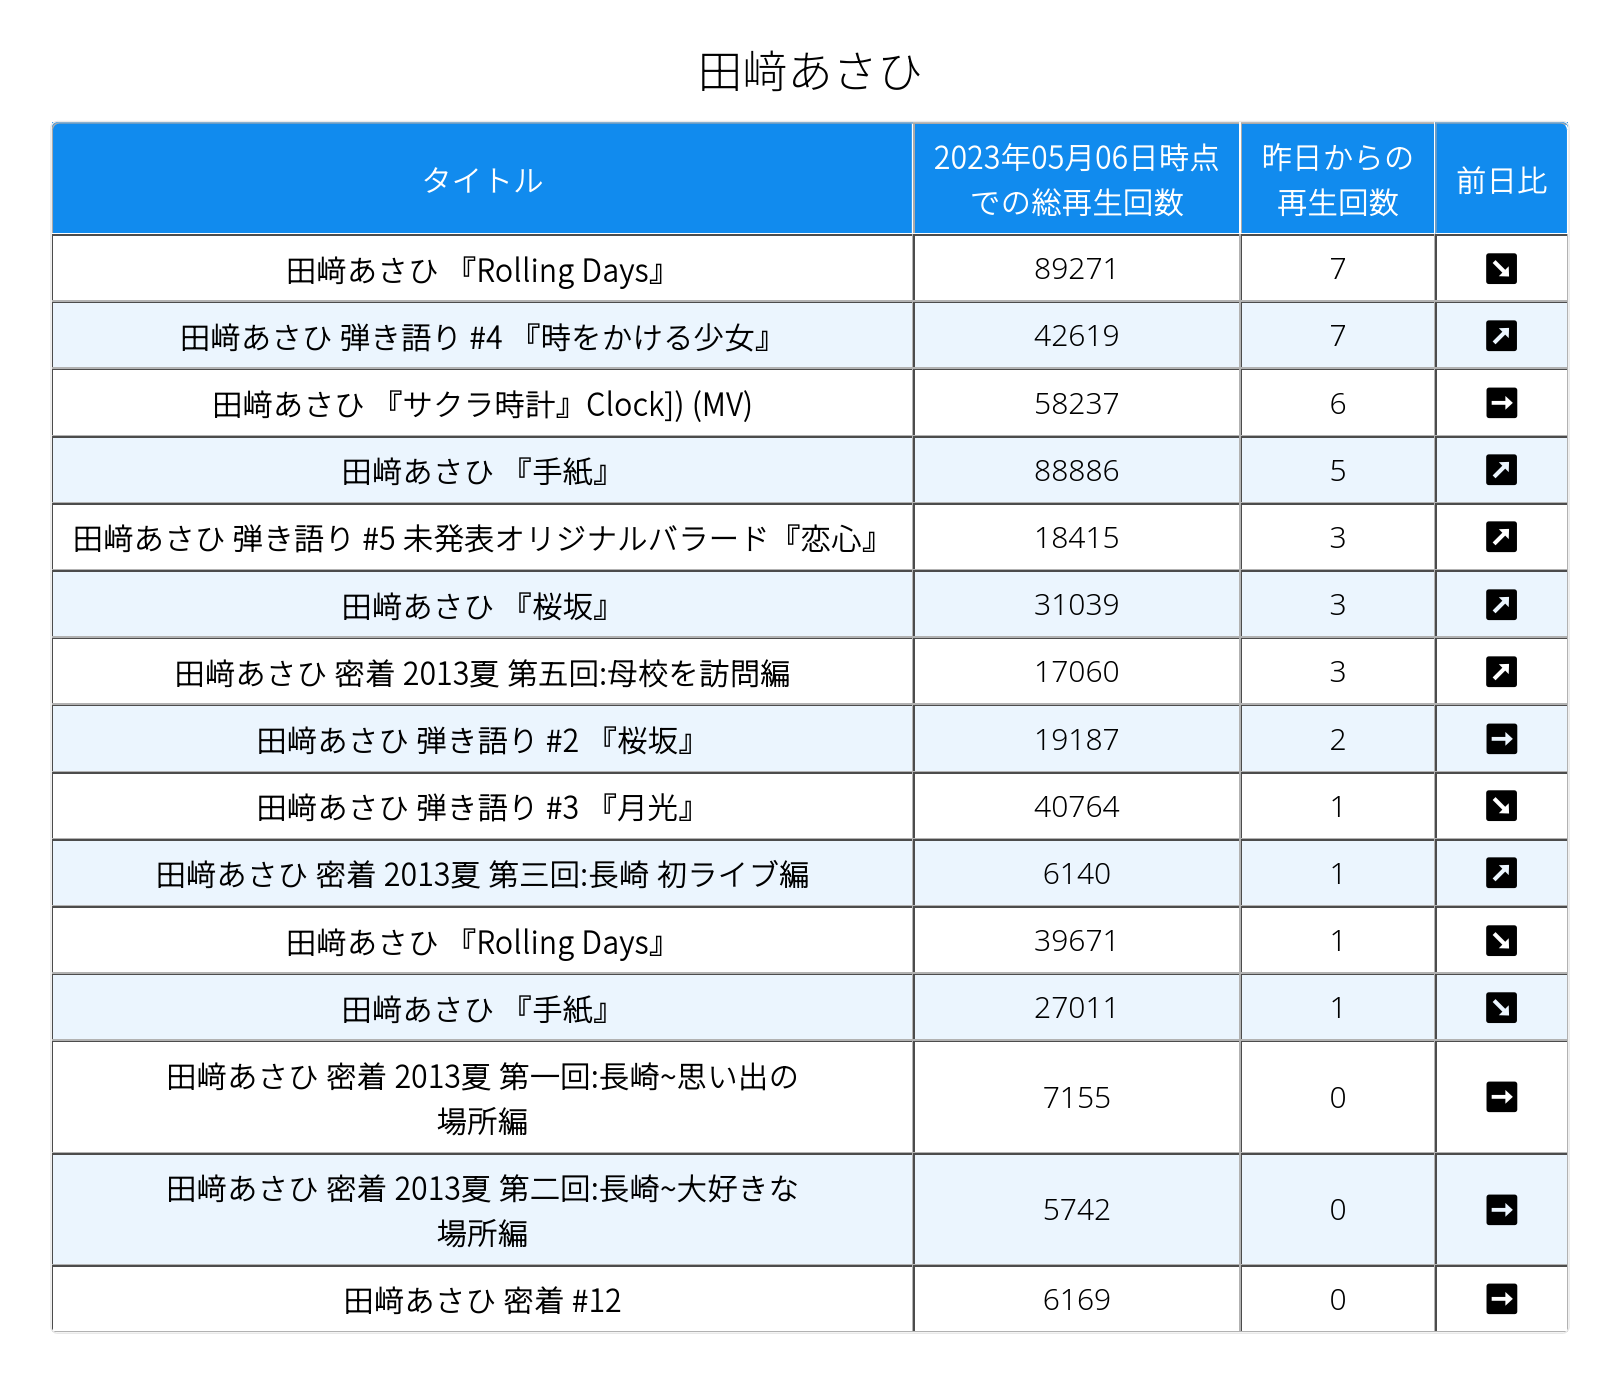 田﨑あさひ
タイトル
2023年05月06日時点
での総再生回数
昨日からの
再生回数
前日比
田﨑あさひ 『Rolling Days』 89271 7
田﨑あさひ 弾き語り #4 『時をかける少女』 42619 7
田﨑あさひ 『サクラ時計』Clock]) (MV) 58237 6
田﨑あさひ 『手紙』 88886 5
田﨑あさひ 弾き語り #5 未発表オリジナルバラード『恋心』 18415 3
田﨑あさひ 『桜坂』 31039 3
田﨑あさひ 密着 2013夏 第五回:母校を訪問編 17060 3
田﨑あさひ 弾き語り #2 『桜坂』 19187 2
田﨑あさひ 弾き語り #3 『月光』 40764 1
田﨑あさひ 密着 2013夏 第三回:長崎 初ライブ編 6140 1
田﨑あさひ 『Rolling Days』 39671 1
田﨑あさひ 『手紙』 27011 1
田﨑あさひ 密着 2013夏 第一回:長崎~思い出の
場所編 7155 0
田﨑あさひ 密着 2013夏 第二回:長崎~大好きな
場所編 5742 0
田﨑あさひ 密着 #12 6169 0